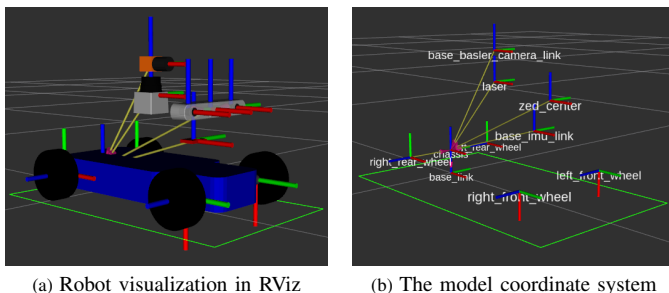 base_basler_camera_link
laser
zed_center
base_imu_link
left_rear_wheel
chassis
right_rear_wheel
base_link
left_front_wheel
right_front_wheel
(a) Robot visualization in RViz
(b) The model coordinate system